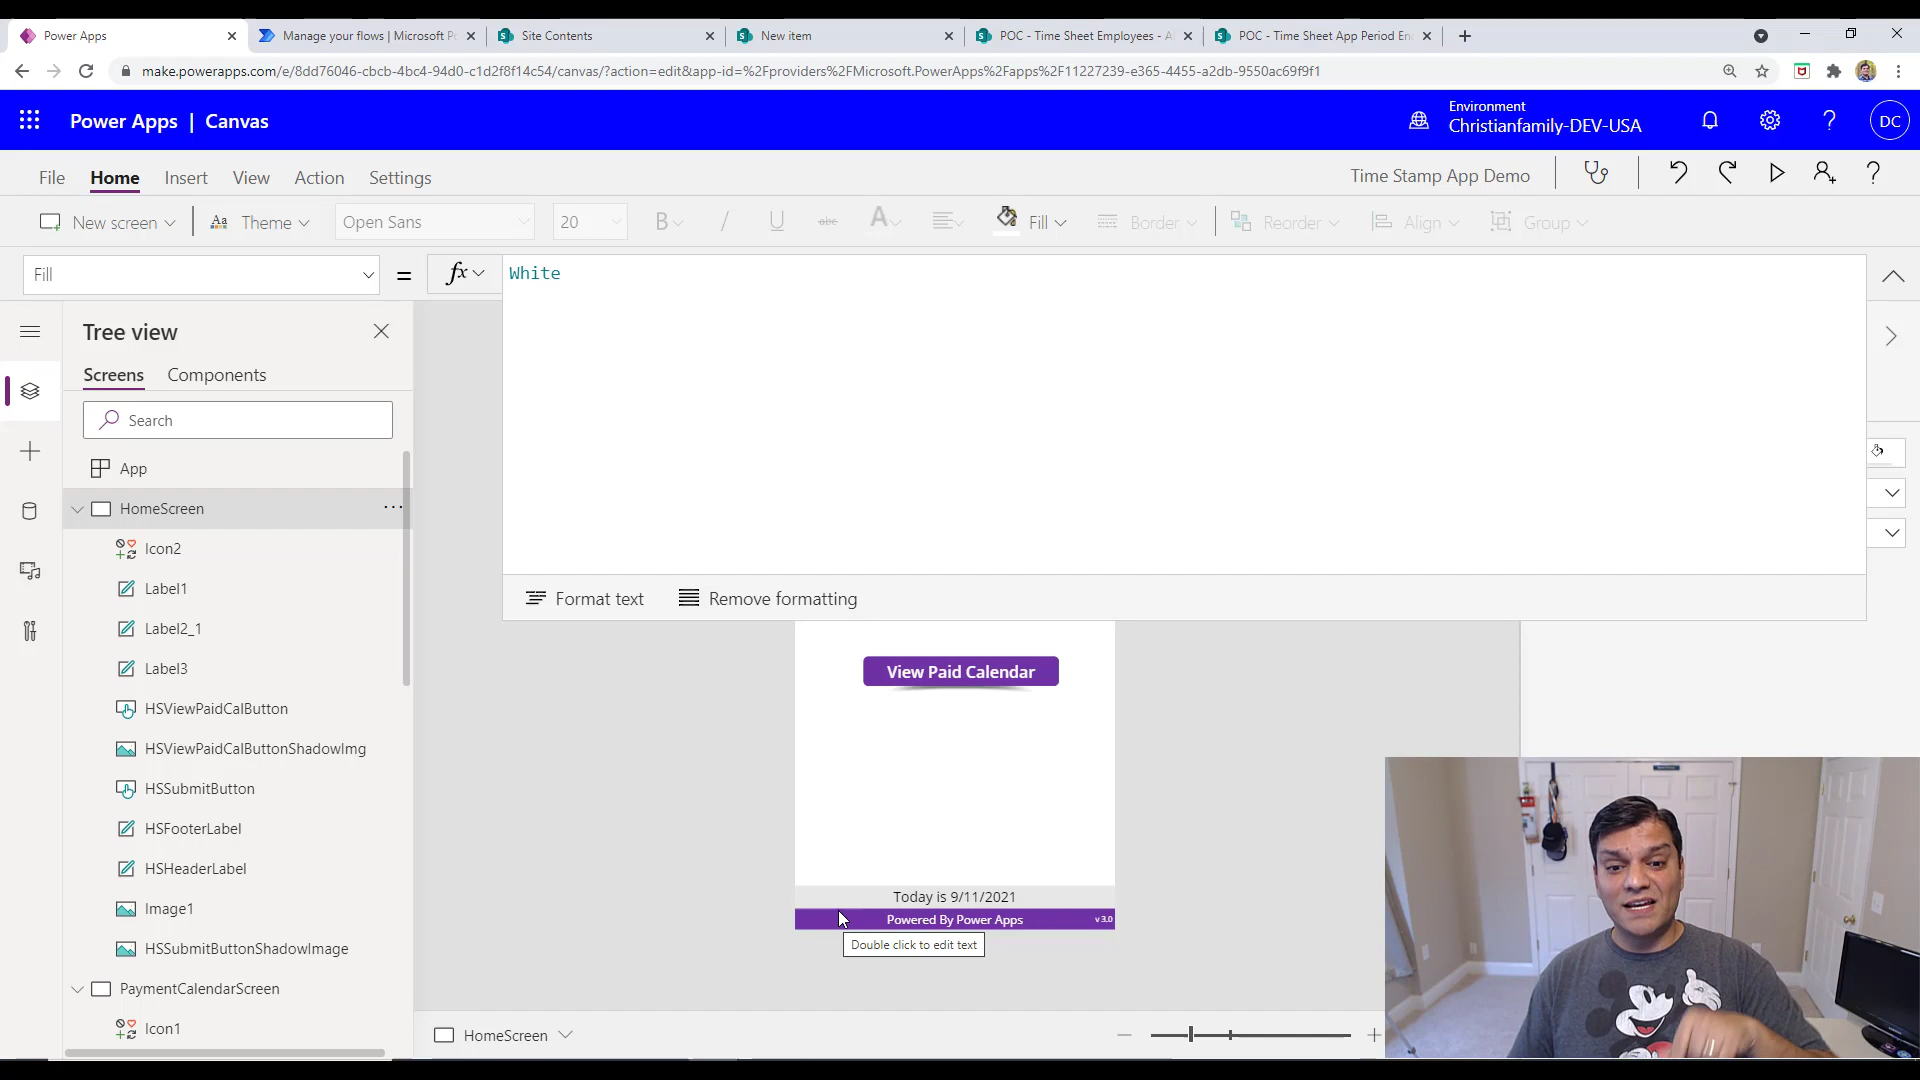 Power Apps
Manage your flows | Microsoft Po
Site Contents
New item
POC - Time Sheet Employees - A
POC - Time Sheet App Period En
make.powerapps.com/e/8dd76046-cbcb-4bc4-94d0-c1d2f8f14c54/canvas/?action=edit&app-id=%2Fproviders%2FMicrosoft.PowerApps%2Fapps%2F11227239-e365-4455-a2db-9550ac69f9f1
Power Apps | Canvas
Environment
Christianfamily-DEV-USA
DC
File
Home
Insert
View
Action
Settings
Time Stamp App Demo
New screen
Theme
Open Sans
20
B
I
U
abc
A
Fill
Border
Reorder
Align
Group
Fill
=
fx
White
Tree view
Screens
Components
Search
App
HomeScreen
Icon2
Label1
Label2_1
Label3
HSViewPaidCalButton
HSViewPaidCalButtonShadowImg
HSSubmitButton
HSFooterLabel
HSHeaderLabel
Image1
HSSubmitButtonShadowImage
PaymentCalendarScreen
Icon1
Format text
Remove formatting
View Paid Calendar
Today is 9/11/2021
Powered By Power Apps
v 3.0
Double click to edit text
HomeScreen